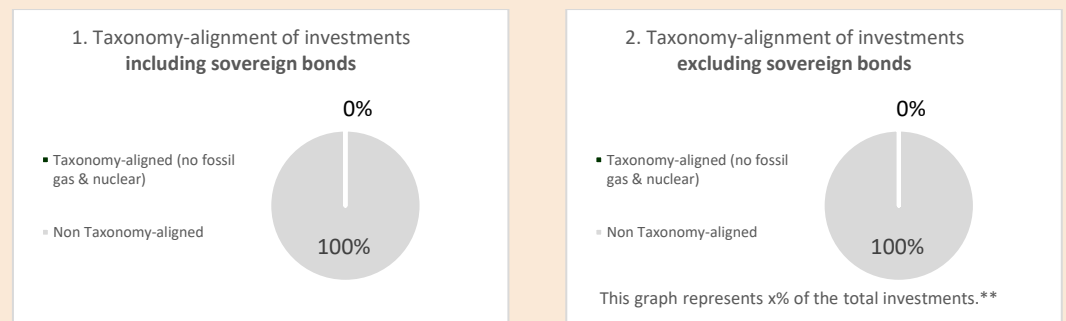 1. Taxonomy-alignment of investments
including sovereign bonds
0%
Taxonomy-aligned (no fossil
gas & nuclear)
Non Taxonomy-aligned
100%
2. Taxonomy-alignment of investments
excluding sovereign bonds
0%
Taxonomy-aligned (no fossil
gas & nuclear)
Non Taxonomy-aligned
100%
This graph represents x% of the total investments.**